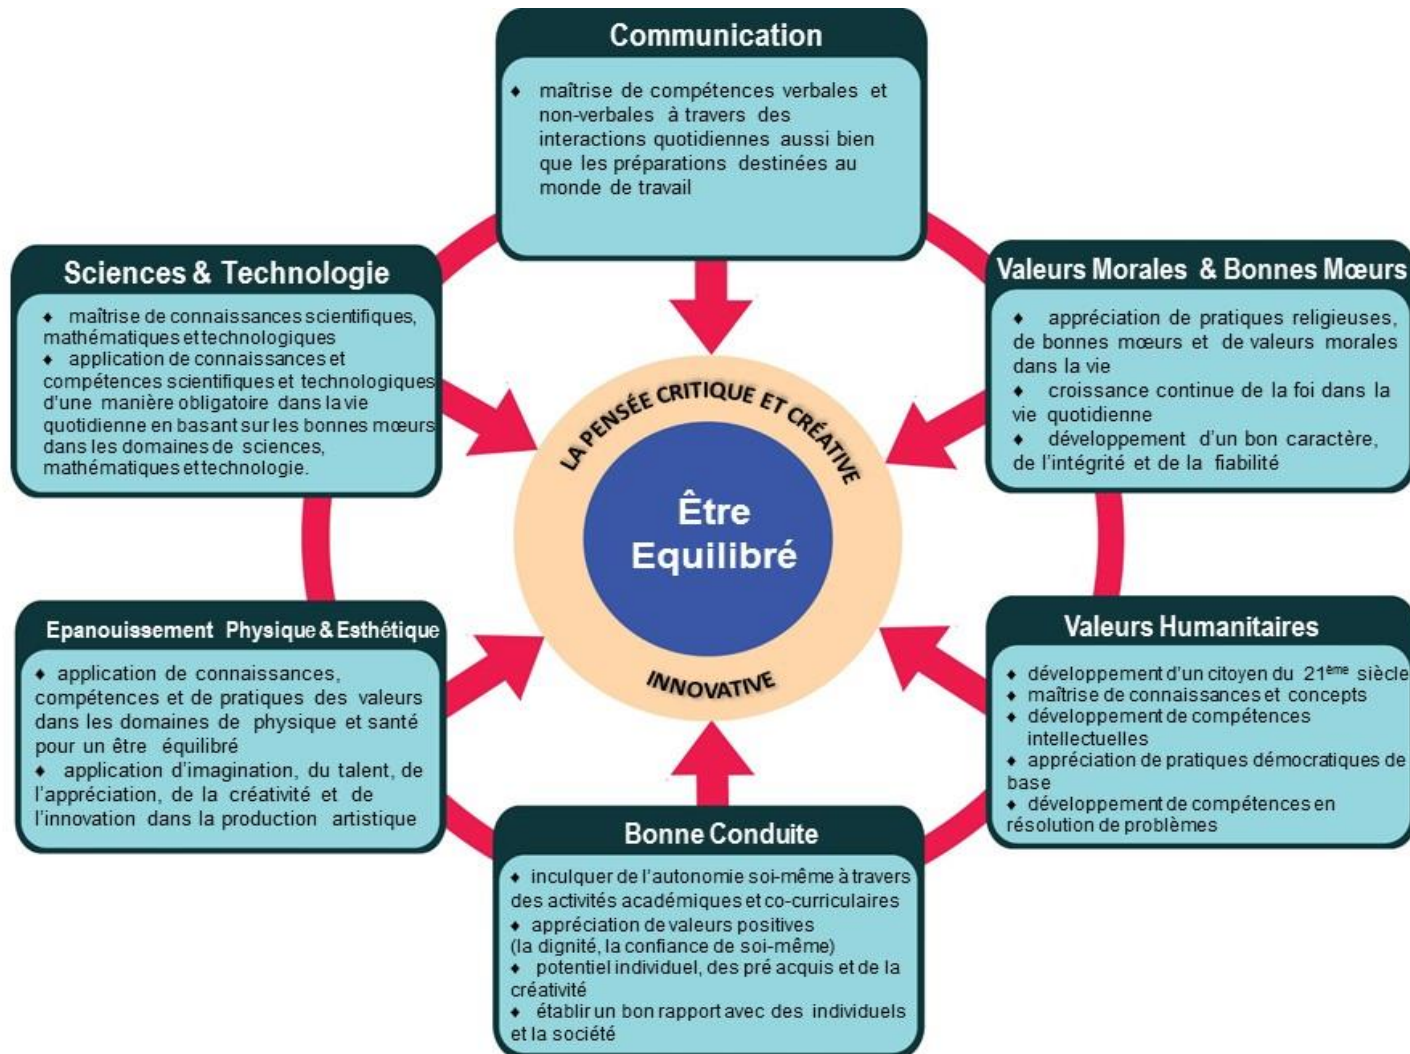 Communication
♦ maîtrise de compétences verbales et
non-verbales à travers des
interactions quotidiennes aussi bien
que les préparations destinées au
monde de travail
Sciences & Technologie
♦ maîtrise de connaissances scientifiques,
mathématiques et technologiques
♦ application de connaissances et
compétences scientifiques et technologiques
d'une manière obligatoire dans la vie
quotidienne en basant sur les bonnes mœurs
dans les domaines de sciences,
mathématiques et technologie.
Valeurs Morales & Bonnes Mœurs
♦ appréciation de pratiques religieuses,
de bonnes mœurs et de valeurs morales
dans la vie
♦ croissance continue de la foi dans la
vie quotidienne
♦ développement d'un bon caractère,
de l'intégrité et de la fiabilité
LA PENSÉE CRITIQUE ET CRÉATIVE
Être
Equilibré
INNOVATIVE
Epanouissement Physique & Esthétique
♦ application de connaissances,
compétences et de pratiques des valeurs
dans les domaines de physique et santé
pour un être équilibré
♦ application d'imagination, du talent, de
l'appréciation, de la créativité et de
l'innovation dans la production artistique
Valeurs Humanitaires
♦ développement d'un citoyen du 21ème siècle
♦ maîtrise de connaissances et concepts
♦ développement de compétences
intellectuelles
♦ appréciation de pratiques démocratiques de
base
♦ développement de compétences en
résolution de problèmes
Bonne Conduite
♦ inculquer de l'autonomie soi-même à travers
des activités académiques et co-curriculaires
♦ appréciation de valeurs positives
(la dignité, la confiance de soi-même)
♦ potentiel individuel, des pré acquis et de la
créativité
♦ établir un bon rapport avec des individuels
et la société